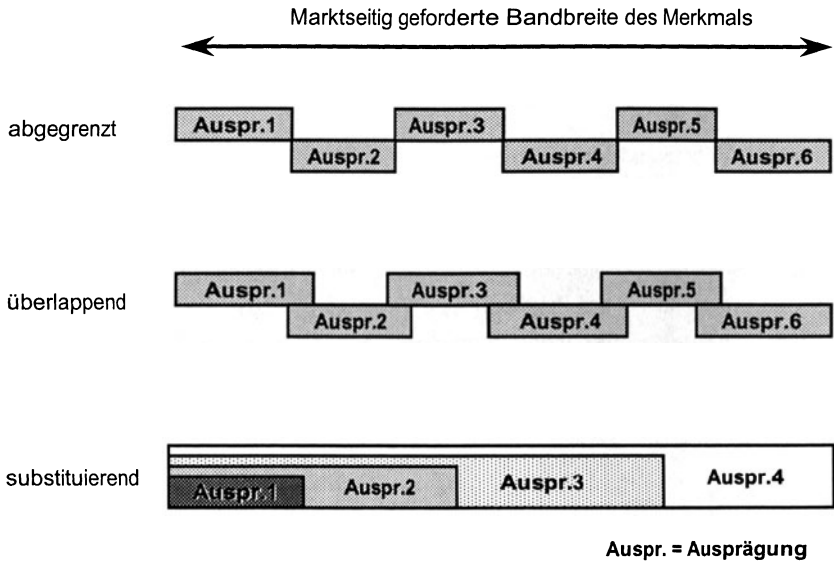 Marktseitig geforderte Bandbreite des Merkmals
abgegrenzt
Auspr.1 Auspr.3 Auspr.5
Auspr.2 Auspr.4 Auspr.6
überlappend
Auspr.1 Auspr.3 Auspr.5
Auspr.2 Auspr.4 Auspr.6
substituierend
Auspr.1 Auspr.2 Auspr.3 Auspr.4
Auspr. = Ausprägung